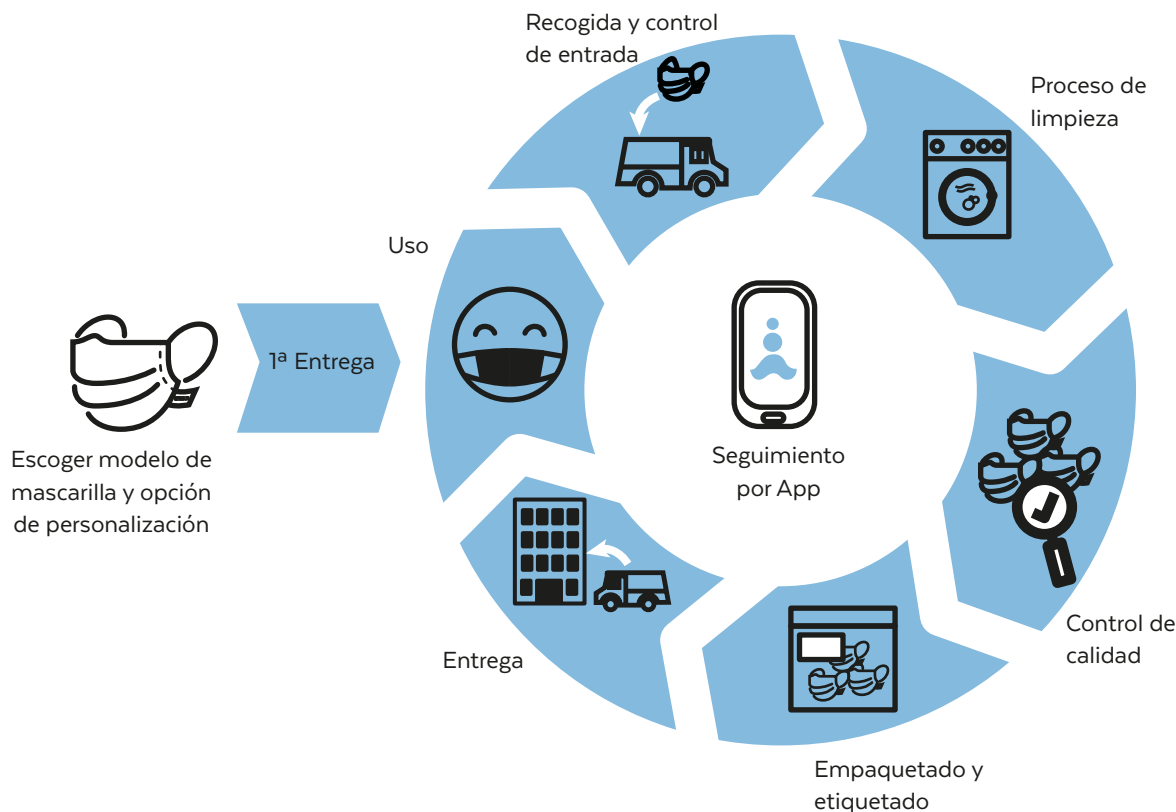 Recogida y control
de entrada
Proceso de
limpieza
Uso
1ª Entrega
Escoger modelo de
mascarilla y opción
de personalización
Seguimiento
por App
Control de
calidad
Entrega
Empaquetado y
etiquetado